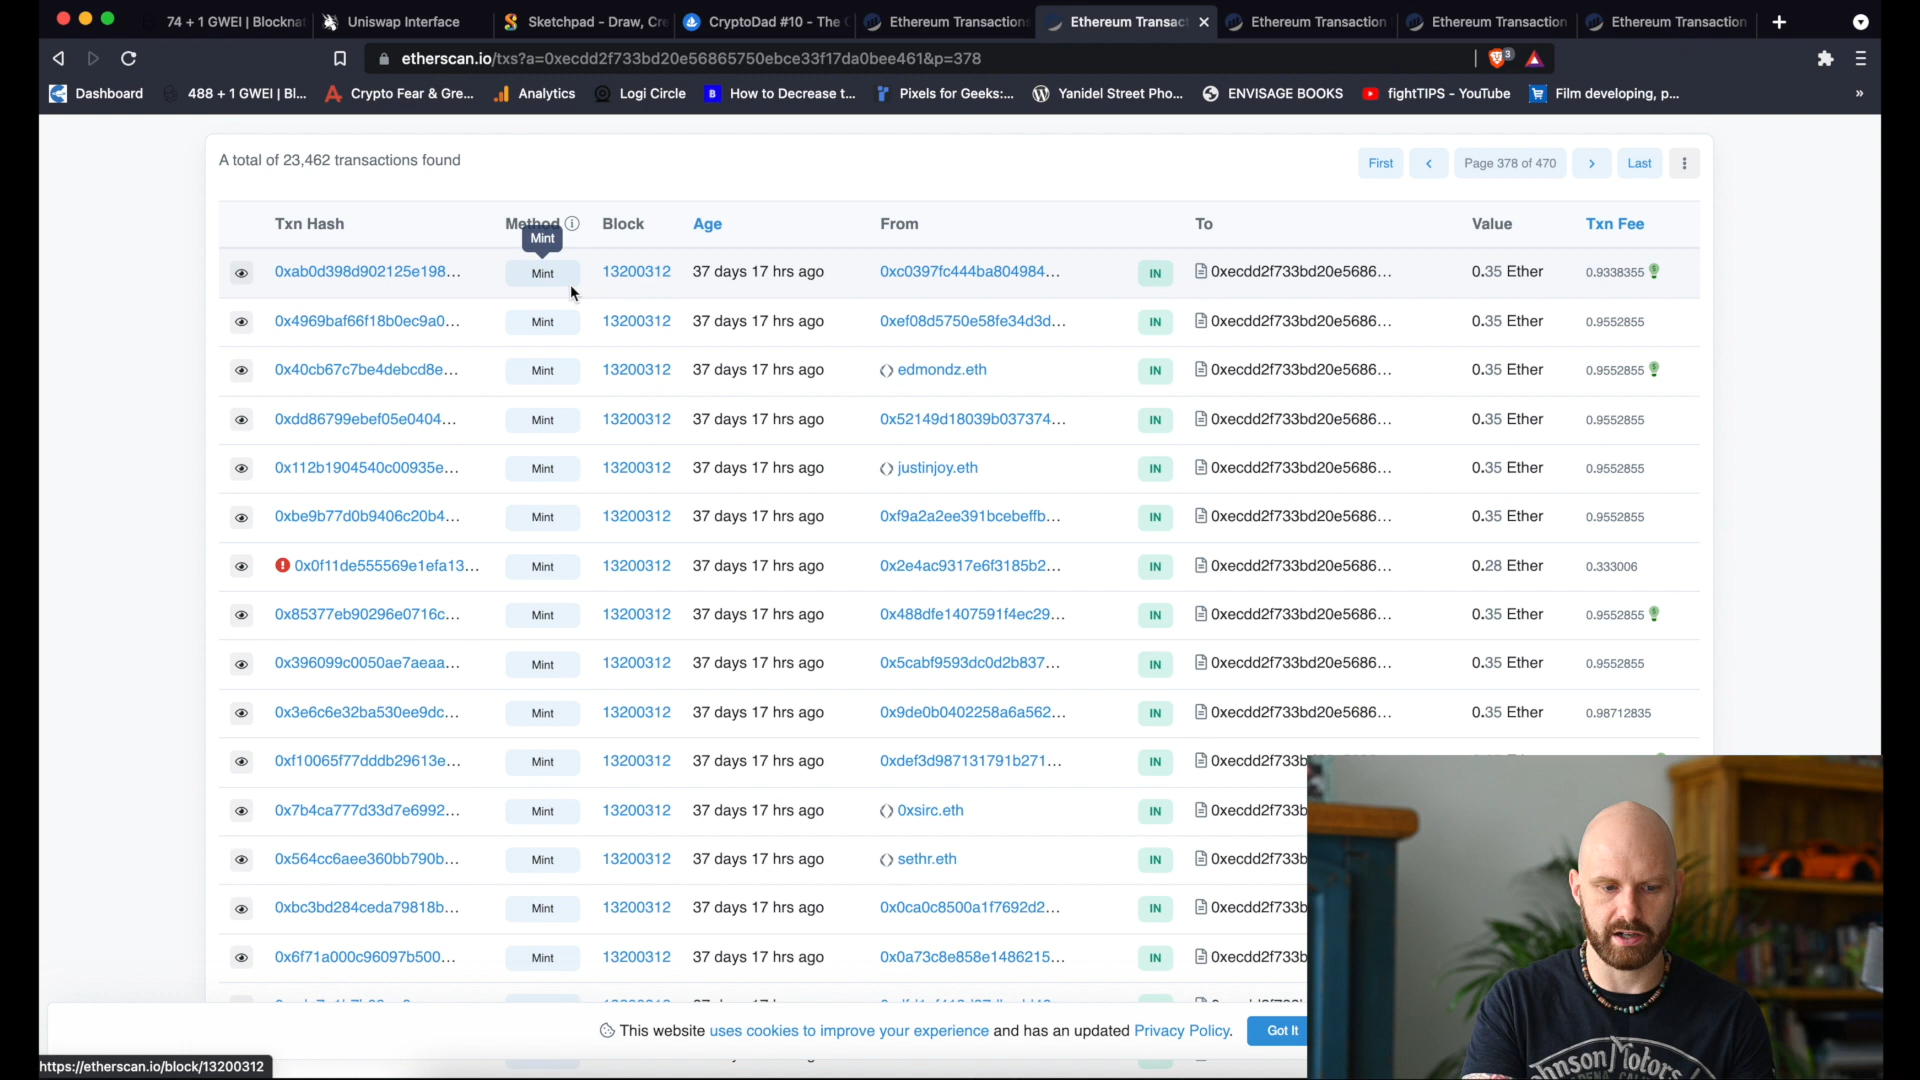 74 + 1 GWEI | Blocknat
Uniswap Interface
Sketchpad - Draw, Cre
CryptoDad #10 - The C
Ethereum Transaction
Ethereum Transact
Ethereum Transaction
Ethereum Transaction
Ethereum Transaction
etherscan.io/txs?a=0xecdd2f733bd20e56865750ebce33f17da0bee461&p=378
3
Dashboard
488 + 1 GWEI | Bl...
Crypto Fear & Gre...
Analytics
Logi Circle
How to Decrease t...
Pixels for Geeks:...
Yanidel Street Pho...
ENVISAGE BOOKS
fightTIPS - YouTube
Film developing, p...
»
A total of 23,462 transactions found
First
Page 378 of 470
Last
Txn Hash Method Block Age From To Value Txn Fee
Mint
0xab0d398d902125e198... Mint 13200312 37 days 17 hrs ago 0xc0397fc444ba804984... IN 0xecdd2f733bd20e5686... 0.35 Ether 0.9338355
0x4969baf66f18b0ec9a0... Mint 13200312 37 days 17 hrs ago 0xef08d5750e58fe34d3d... IN 0xecdd2f733bd20e5686... 0.35 Ether 0.9552855
0x40cb67c7be4debcd8e... Mint 13200312 37 days 17 hrs ago edmondz.eth IN 0xecdd2f733bd20e5686... 0.35 Ether 0.9552855
0xdd86799ebef05e0404... Mint 13200312 37 days 17 hrs ago 0x52149d18039b037374... IN 0xecdd2f733bd20e5686... 0.35 Ether 0.9552855
0x112b1904540c00935e... Mint 13200312 37 days 17 hrs ago justinjoy.eth IN 0xecdd2f733bd20e5686... 0.35 Ether 0.9552855
0xbe9b77d0b9406c20b4... Mint 13200312 37 days 17 hrs ago 0xf9a2a2ee391bcebeffb... IN 0xecdd2f733bd20e5686... 0.35 Ether 0.9552855
0x0f11de555569e1efa13... Mint 13200312 37 days 17 hrs ago 0x2e4ac9317e6f3185b2... IN 0xecdd2f733bd20e5686... 0.28 Ether 0.333006
0x85377eb90296e0716c... Mint 13200312 37 days 17 hrs ago 0x488dfe1407591f4ec29... IN 0xecdd2f733bd20e5686... 0.35 Ether 0.9552855
0x396099c0050ae7aeaa... Mint 13200312 37 days 17 hrs ago 0x5cabf9593dc0d2b837... IN 0xecdd2f733bd20e5686... 0.35 Ether 0.9552855
0x3e6c6e32ba530ee9dc... Mint 13200312 37 days 17 hrs ago 0x9de0b0402258a6a562... IN 0xecdd2f733bd20e5686... 0.35 Ether 0.98712835
0xf10065f77dddb29613e... Mint 13200312 37 days 17 hrs ago 0xdef3d987131791b271... IN 0xecdd2f733b
0x7b4ca777d33d7e6992... Mint 13200312 37 days 17 hrs ago 0xsirc.eth IN 0xecdd2f733b
0x564cc6aee360bb790b... Mint 13200312 37 days 17 hrs ago sethr.eth IN 0xecdd2f733b
0xbc3bd284ceda79818b... Mint 13200312 37 days 17 hrs ago 0x0ca0c8500a1f7692d2... IN 0xecdd2f733b
0x6f71a000c96097b500... Mint 13200312 37 days 17 hrs ago 0x0a73c8e858e1486215... IN 0xecdd2f733b
This website uses cookies to improve your experience and has an updated Privacy Policy.
Got It
https://etherscan.io/block/13200312
hnson Motors